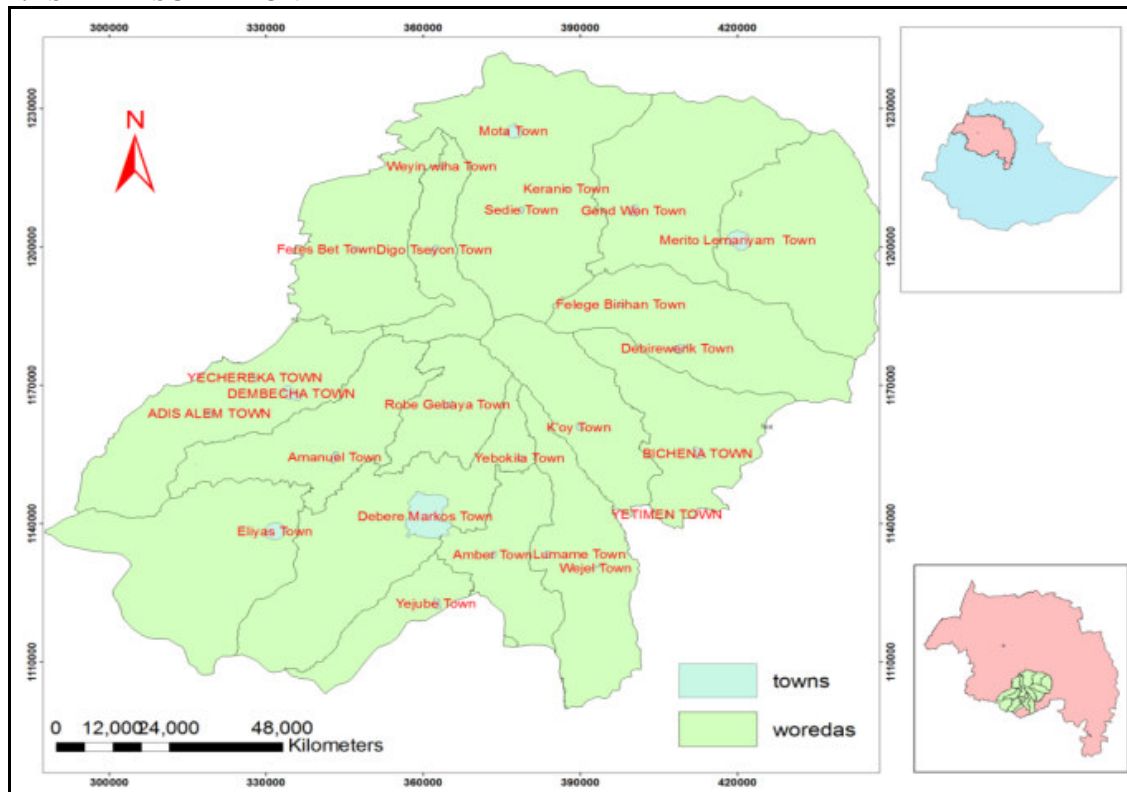 300000 330000 360000 390000 420000
1230000
1230000
N
Mota Town
Weyin wiha Town
Keranio Town
Sedie Town
Gend Wen Town
1200000
1200000
Merito Lemariyam Town
Feres Bet Town
Digo Tseyon Town
Felege Birihan Town
Debirewerik Town
1170000
1170000
YECHEREKA TOWN
DEMBECHA TOWN
ADIS ALEM TOWN
Robe Gebaya Town
K'oy Town
Amanuel Town
Yebokila Town
BICHENA TOWN
1140000
1140000
Debere Markos Town
YETIMEN TOWN
Eliyas Town
Amber Town
Lumame Town
Wejel Town
Yejube Town
1110000
1110000
towns
woredas
0 12,000 24,000 48,000
Kilometers
300000 330000 360000 390000 420000